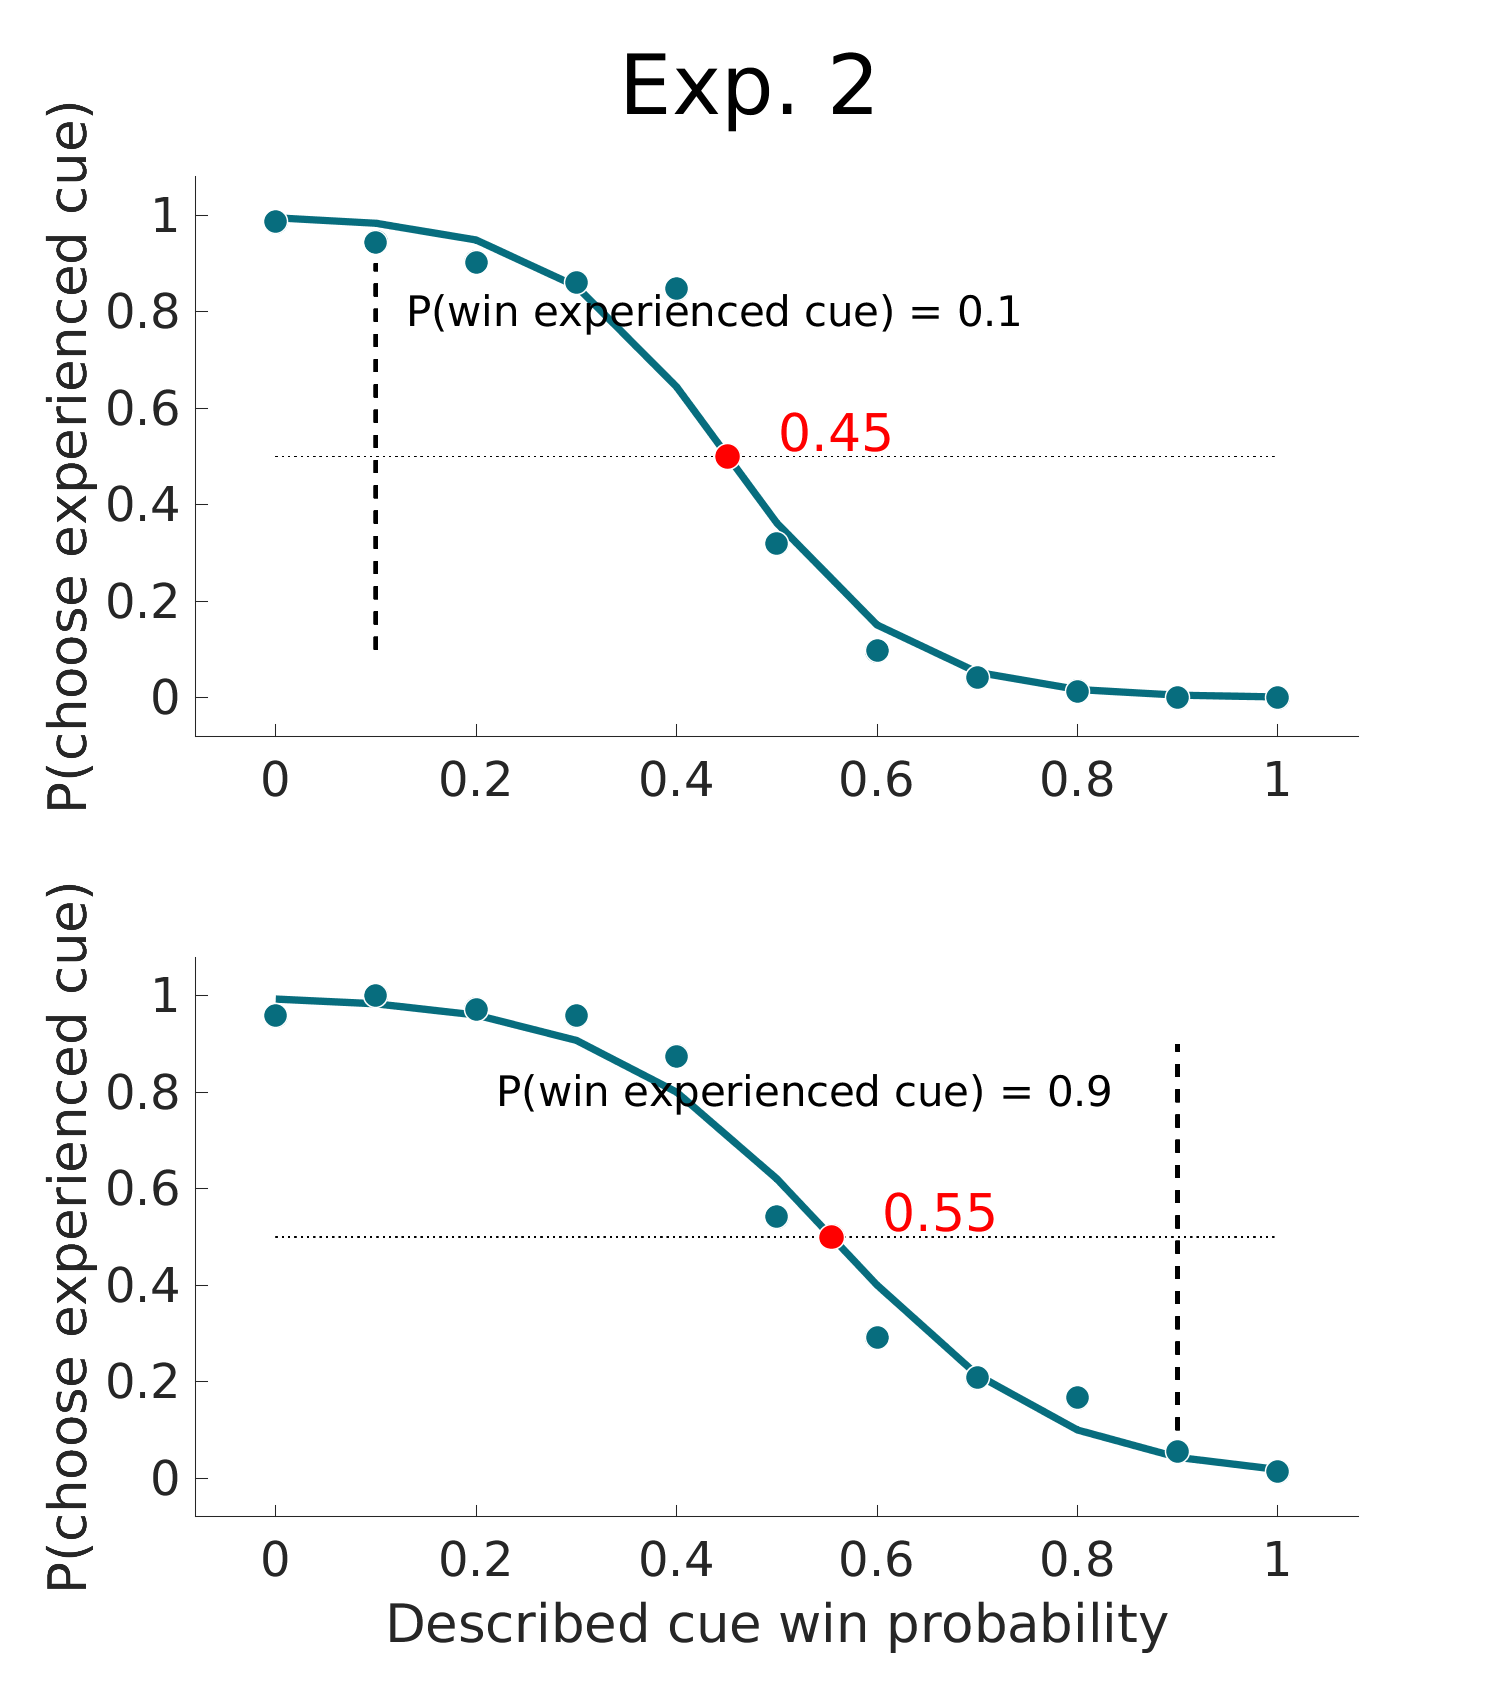 Exp. 2
P(choose experienced cue)
1
0.8
0.6
0.4
0.2
0
P(win experienced cue) = 0.1
0.45
0 0.2 0.4 0.6 0.8 1
P(choose experienced cue)
1
0.8
0.6
0.4
0.2
0
P(win experienced cue) = 0.9
0.55
0 0.2 0.4 0.6 0.8 1
Described cue win probability